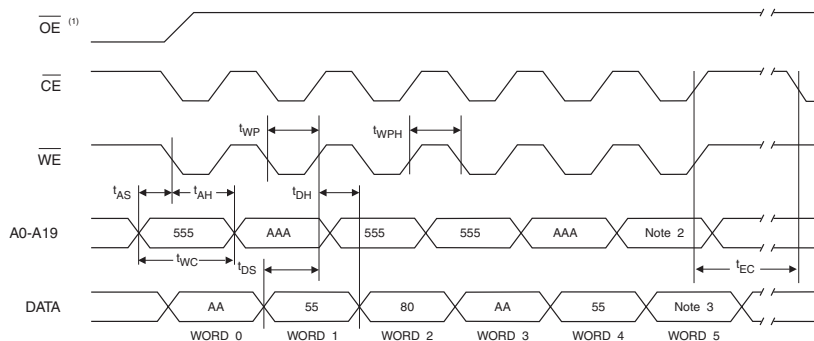 OE (1)
CE
tWP
tWPH
WE
tAS
tAH
tDH
A0-A19
555
AAA
555
555
AAA
Note 2
tWC
tDS
tEC
DATA
AA
55
80
AA
55
Note 3
WORD 0
WORD 1
WORD 2
WORD 3
WORD 4
WORD 5